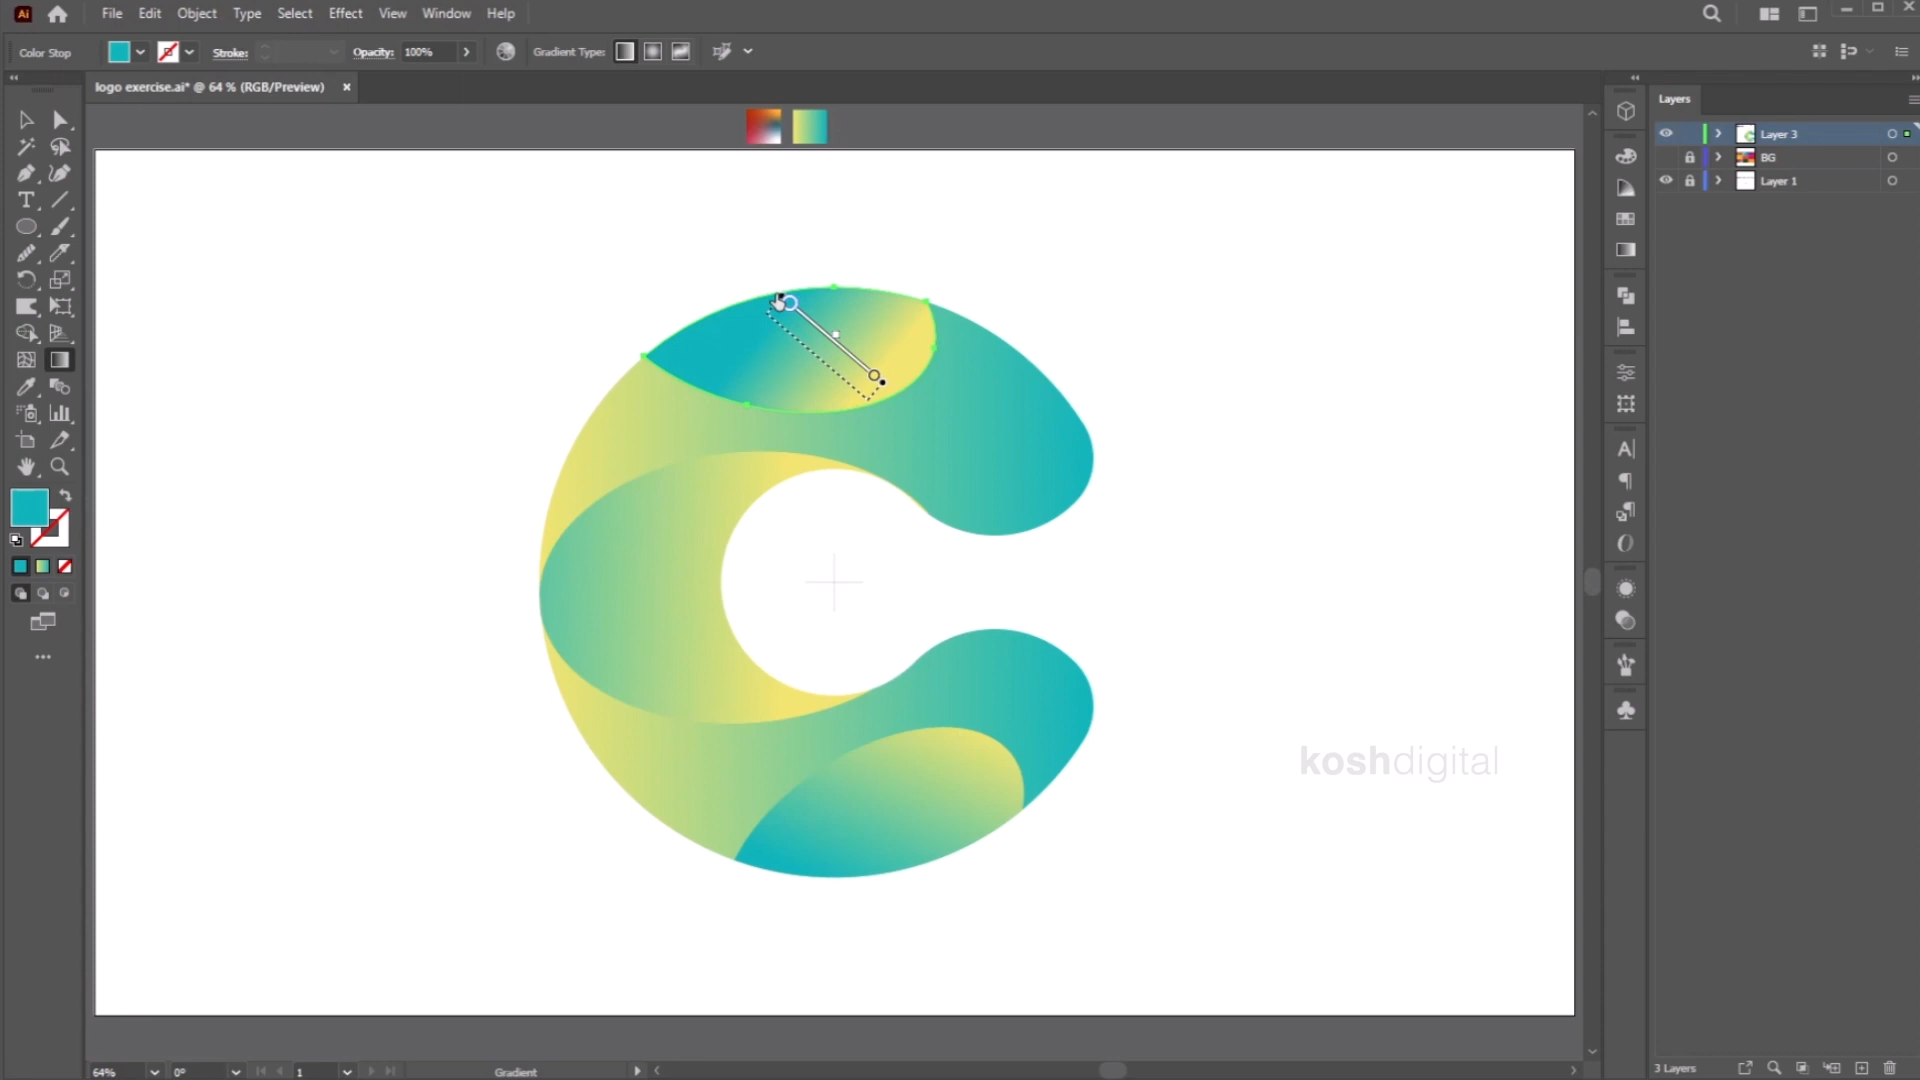 Ai File Edit Object Type Select Effect View Window Help
Color Stop Stroke: Opacity: 100% Gradient Type:
logo exercise.ai* @ 64 % (RGB/Preview)
Layers
Layer 3
BG
Layer 1
koshdigital
64% 0° 1 Gradient
3 Layers